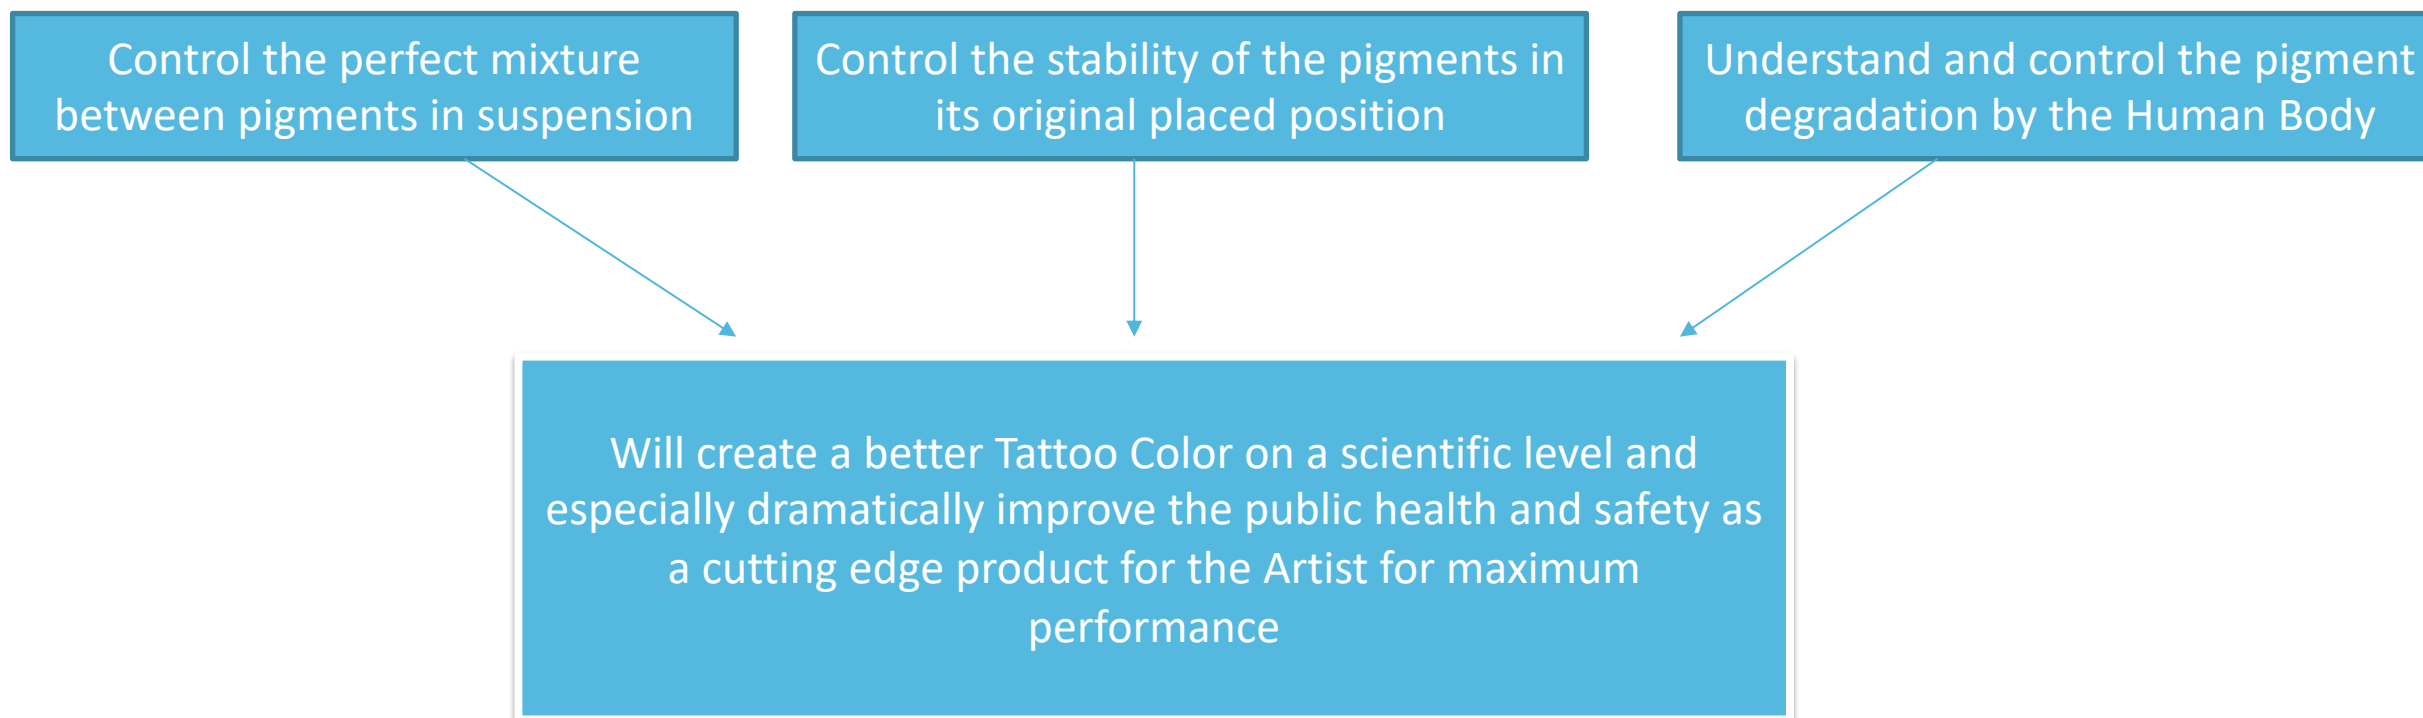 Control the perfect mixture
between pigments in suspension
Control the stability of the pigments in
its original placed position
Understand and control the pigment
degradation by the Human Body
Will create a better Tattoo Color on a scientific level and
especially dramatically improve the public health and safety as
a cutting edge product for the Artist for maximum
performance